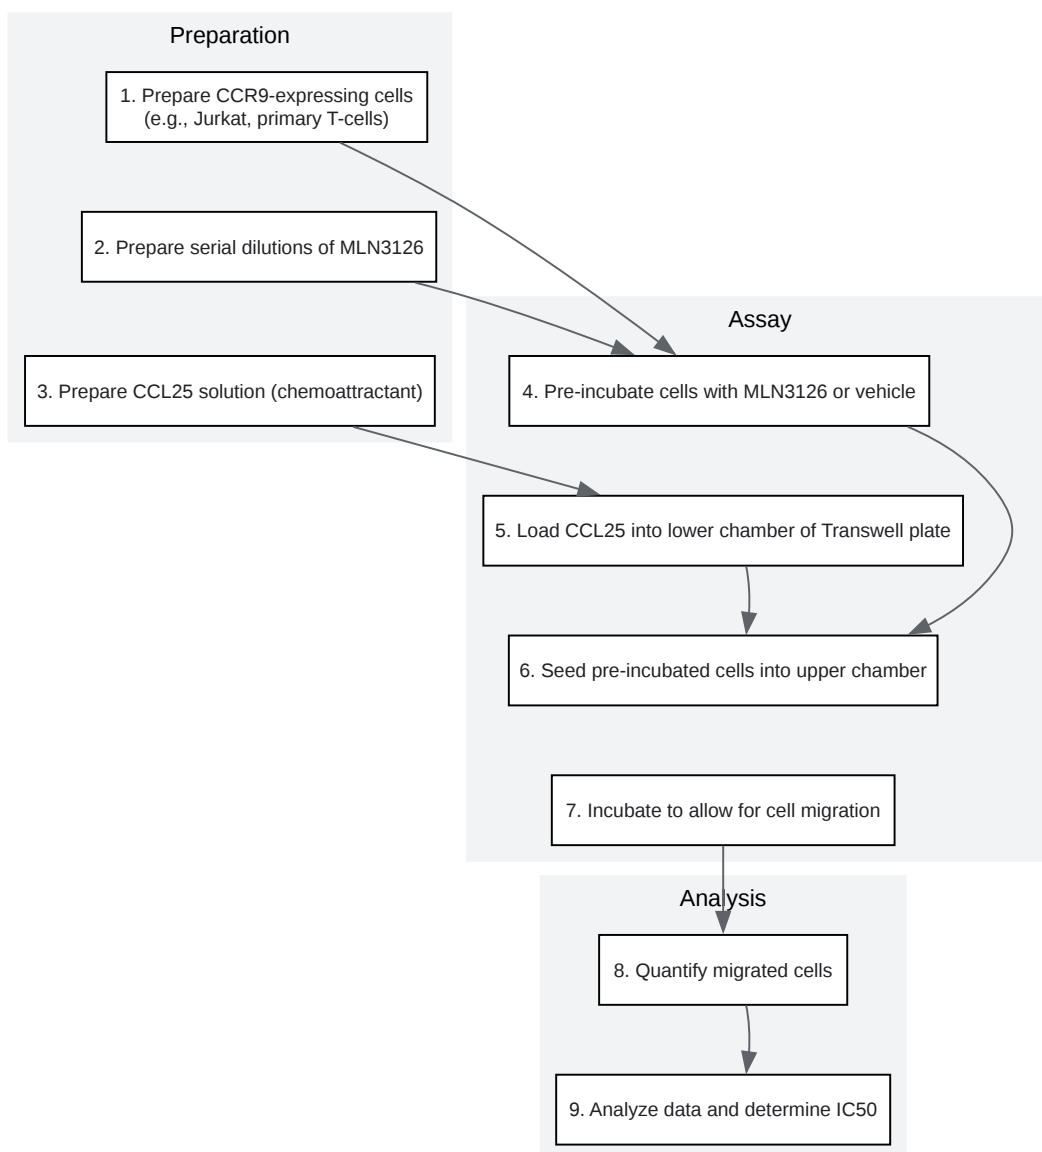 Preparation
1. Prepare CCR9-expressing cells
(e.g., Jurkat, primary T-cells)
2. Prepare serial dilutions of MLN3126
3. Prepare CCL25 solution (chemoattractant)
Assay
4. Pre-incubate cells with MLN3126 or vehicle
5. Load CCL25 into lower chamber of Transwell plate
6. Seed pre-incubated cells into upper chamber
7. Incubate to allow for cell migration
Analysis
8. Quantify migrated cells
9. Analyze data and determine IC50